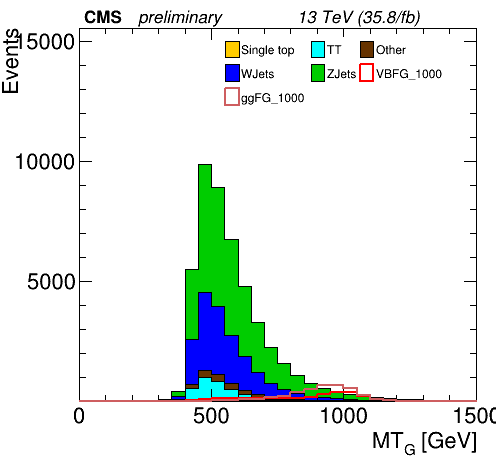 CMS preliminary 13 TeV (35.8/fb)
Events
15000
10000
5000
Single top TT Other
WJets ZJets VBFG_1000
ggFG_1000
0 500 1000 1500
MT_G [GeV]